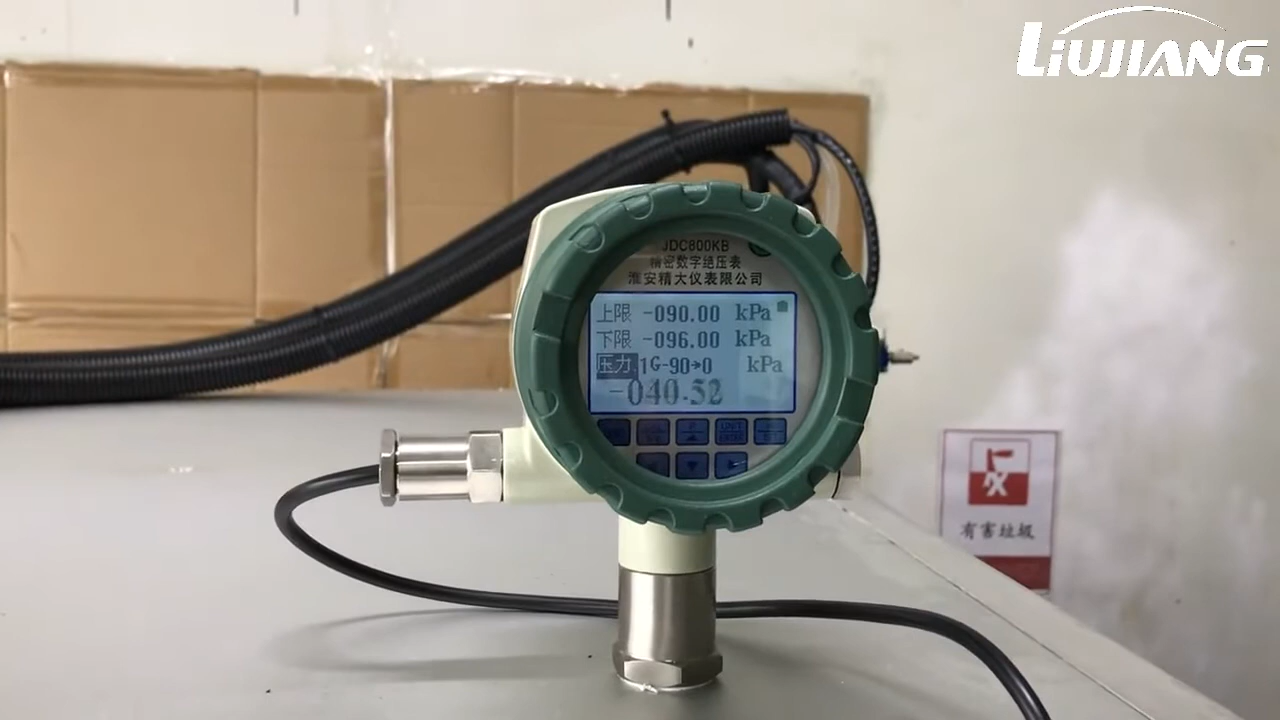 LIUJIANG
JDC800KB
精密数字绝压表
淮安精大仪表限公司
上限 -090.00 kPa
下限 -096.00 kPa
压力 1G-90→0 kPa
-040.52
有害垃圾